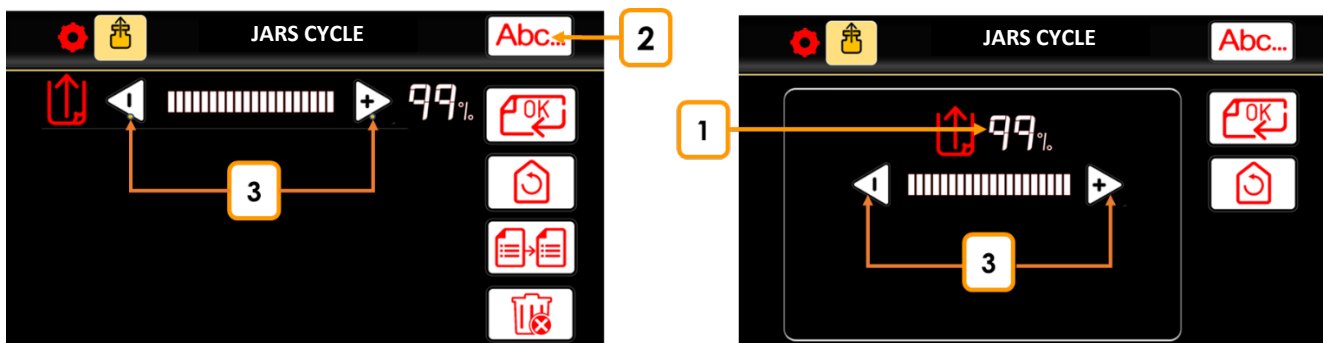 JARS CYCLE
Abc...
2
- + 99%
OK
3
JARS CYCLE
Abc...
1
99%
OK
- +
3